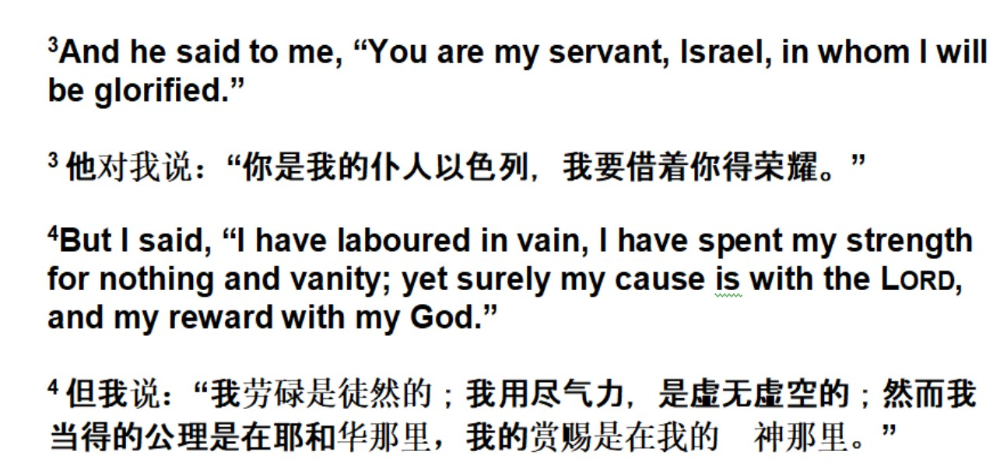 ³And he said to me, “You are my servant, Israel, in whom I will
be glorified.”
³ 他对我说：“你是我的仆人以色列，我要借着你得荣耀。”
⁴But I said, “I have laboured in vain, I have spent my strength
for nothing and vanity; yet surely my cause is with the LORD,
and my reward with my God.”
⁴ 但我说：“我劳碌是徒然的；我用尽气力，是虚无虚空的；然而我
当得的公理是在耶和华那里，我的赏赐是在我的　神那里。”